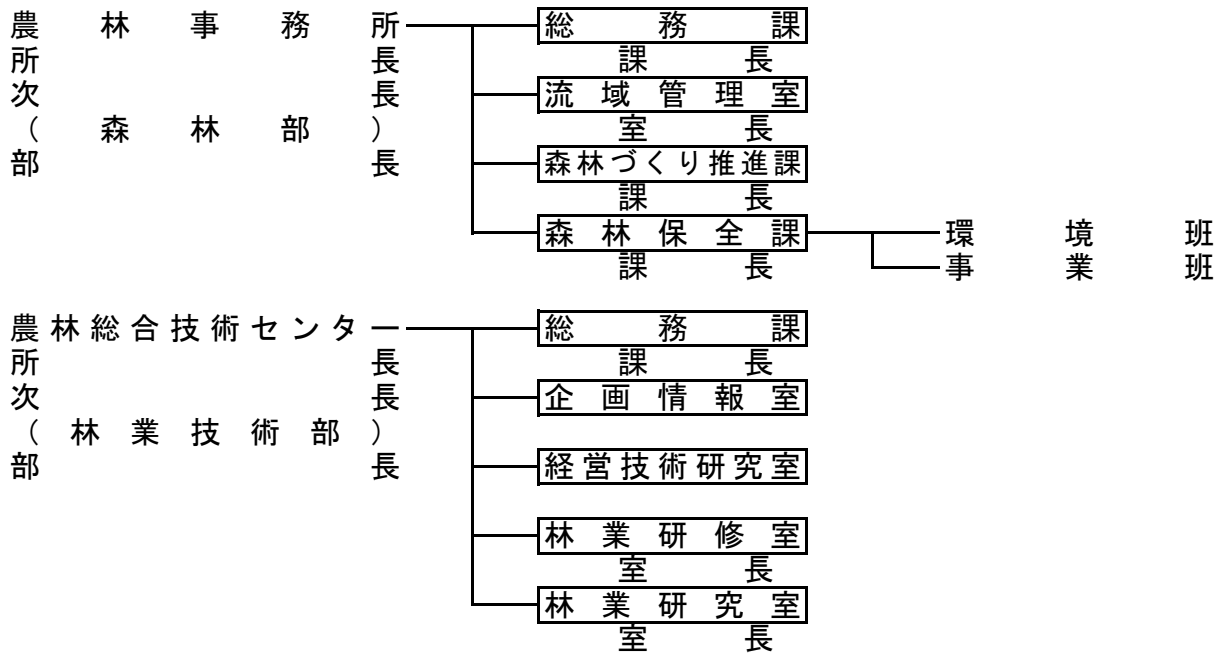 農林事務所
所長
次長
（森林部）
部長
総務課
課長
流域管理室
室長
森林づくり推進課
課長
森林保全課
課長
環境班
事業班
農林総合技術センター
所長
次長
（林業技術部）
部長
総務課
課長
企画情報室
経営技術研究室
林業研修室
室長
林業研究室
室長